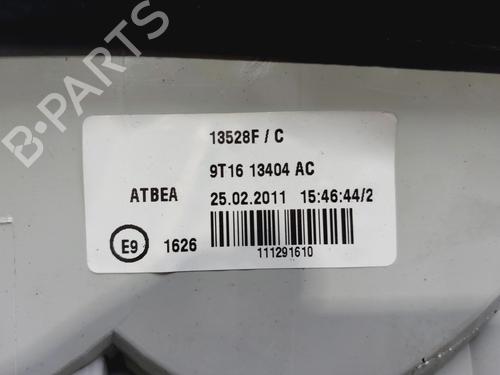 B-PARTS
13528F / C
9T16 13404 AC
ATBEA 25.02.2011 15:46:44/2
E9 1626
111291610